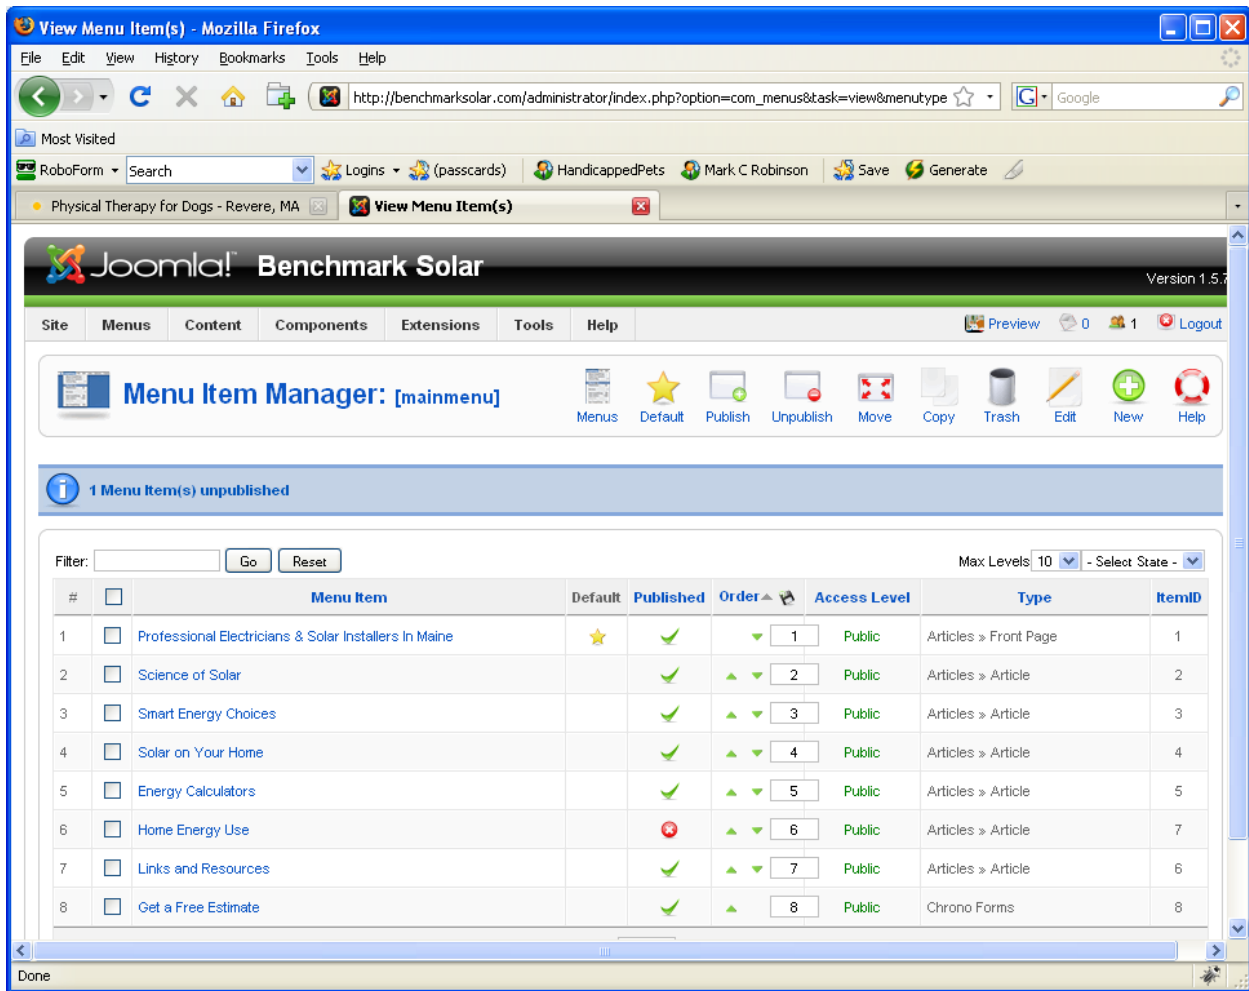 View Menu Item(s) - Mozilla Firefox
File Edit View History Bookmarks Tools Help
http://benchmarksolar.com/administrator/index.php?option=com_menus&task=view&menutype G Google
Most Visited
RoboForm Search Logins (passcards) HandicappedPets Mark C Robinson Save Generate
Physical Therapy for Dogs - Revere, MA View Menu Item(s)
Joomla! Benchmark Solar
Version 1.5.7
Site Menus Content Components Extensions Tools Help Preview 0 1 Logout
Menu Item Manager: [mainmenu]
Menus Default Publish Unpublish Move Copy Trash Edit New Help
1 Menu Item(s) unpublished
Filter: Go Reset Max Levels 10 - Select State -
# Menu Item Default Published Order Access Level Type ItemID
1 Professional Electricians & Solar Installers In Maine 1 Public Articles » Front Page 1
2 Science of Solar 2 Public Articles » Article 2
3 Smart Energy Choices 3 Public Articles » Article 3
4 Solar on Your Home 4 Public Articles » Article 4
5 Energy Calculators 5 Public Articles » Article 5
6 Home Energy Use 6 Public Articles » Article 7
7 Links and Resources 7 Public Articles » Article 6
8 Get a Free Estimate 8 Public Chrono Forms 8
Done